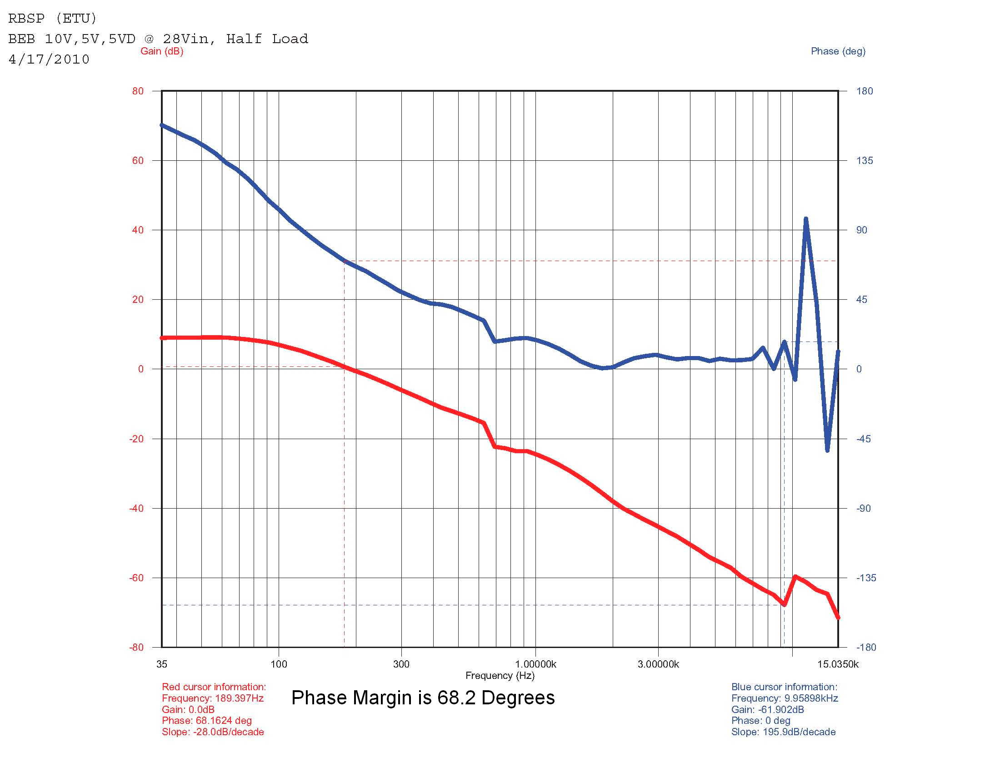 RBSP (ETU)
BEB 10V,5V,5VD @ 28Vin, Half Load
4/17/2010
Gain (dB)
Phase (deg)
80
60
40
20
0
-20
-40
-60
-80
180
135
90
45
0
-45
-90
-135
-180
35
100
300
1.00000k
3.00000k
15.0350k
Frequency (Hz)
Red cursor information:
Frequency: 189.397Hz
Gain: 0.0dB
Phase: 68.1624 deg
Slope: -28.0dB/decade
Phase Margin is 68.2 Degrees
Blue cursor information:
Frequency: 9.95898kHz
Gain: -61.902dB
Phase: 0 deg
Slope: 195.9dB/decade